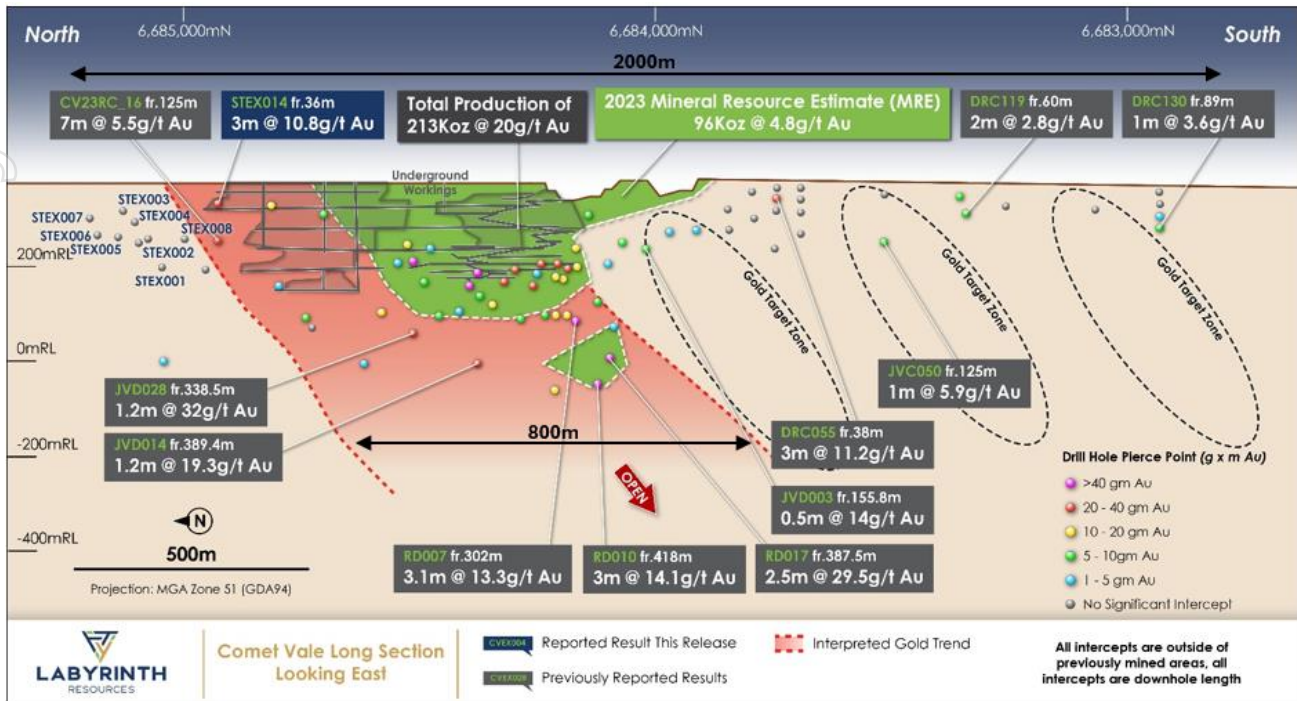 North
6,685,000mN
6,684,000mN
6,683,000mN
South
2000m
CV23RC_16 fr.125m
7m @ 5.5g/t Au
STEX014 fr.36m
3m @ 10.8g/t Au
Total Production of
213Koz @ 20g/t Au
2023 Mineral Resource Estimate (MRE)
96Koz @ 4.8g/t Au
DRC119 fr.60m
2m @ 2.8g/t Au
DRC130 fr.89m
1m @ 3.6g/t Au
Underground
Workings
STEX003
STEX007
STEX004
STEX008
STEX006
STEX005
STEX002
STEX001
200mRL
0mRL
-200mRL
-400mRL
Gold Target Zone
Gold Target Zone
Gold Target Zone
JVD028 fr.338.5m
1.2m @ 32g/t Au
JVD014 fr.389.4m
1.2m @ 19.3g/t Au
800m
JVC050 fr.125m
1m @ 5.9g/t Au
DRC055 fr.38m
3m @ 11.2g/t Au
JVD003 fr.155.8m
0.5m @ 14g/t Au
OPEN
RD007 fr.302m
3.1m @ 13.3g/t Au
RD010 fr.418m
3m @ 14.1g/t Au
RD017 fr.387.5m
2.5m @ 29.5g/t Au
N
500m
Projection: MGA Zone 51 (GDA94)
Drill Hole Pierce Point (g x m Au)
>40 gm Au
20 - 40 gm Au
10 - 20 gm Au
5 - 10gm Au
1 - 5 gm Au
No Significant Intercept
LABYRINTH
RESOURCES
Comet Vale Long Section
Looking East
CVEX004
Reported Result This Release
CVEX028
Previously Reported Results
Interpreted Gold Trend
All intercepts are outside of
previously mined areas, all
intercepts are downhole length